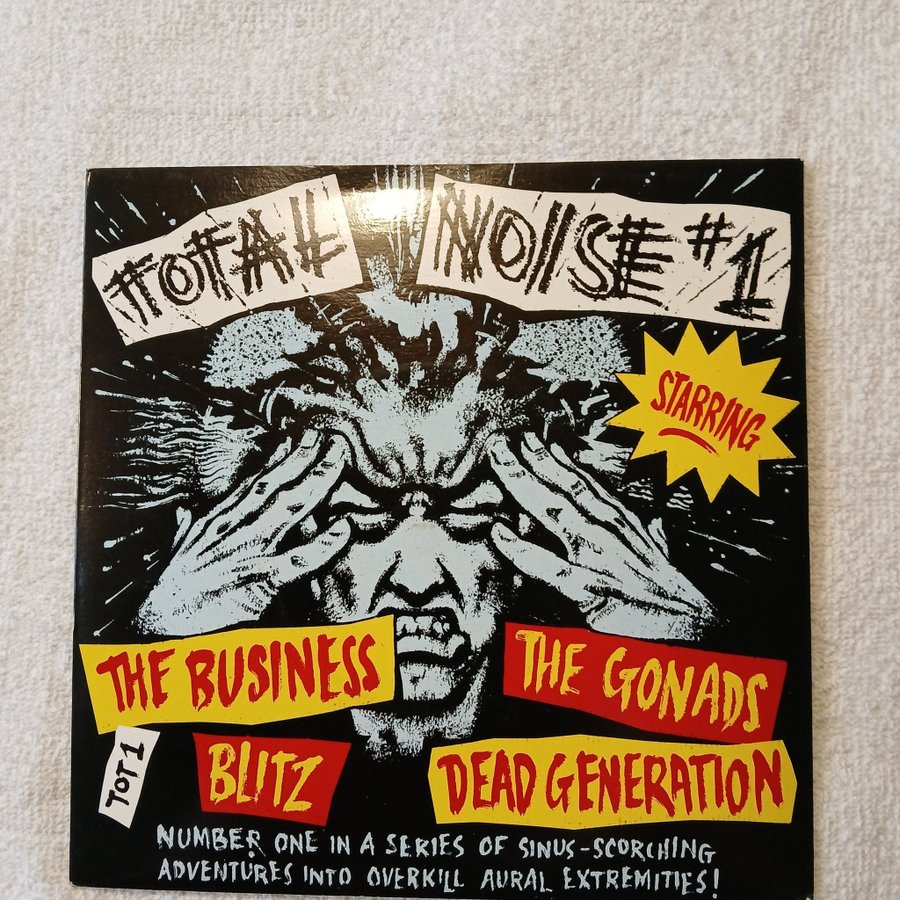 TOTAL NOISE #1
STARRING
THE BUSINESS
THE GONADS
TOT 1
BLITZ
DEAD GENERATION
NUMBER ONE IN A SERIES OF SINUS-SCORCHING
ADVENTURES INTO OVERKILL AURAL EXTREMITIES!